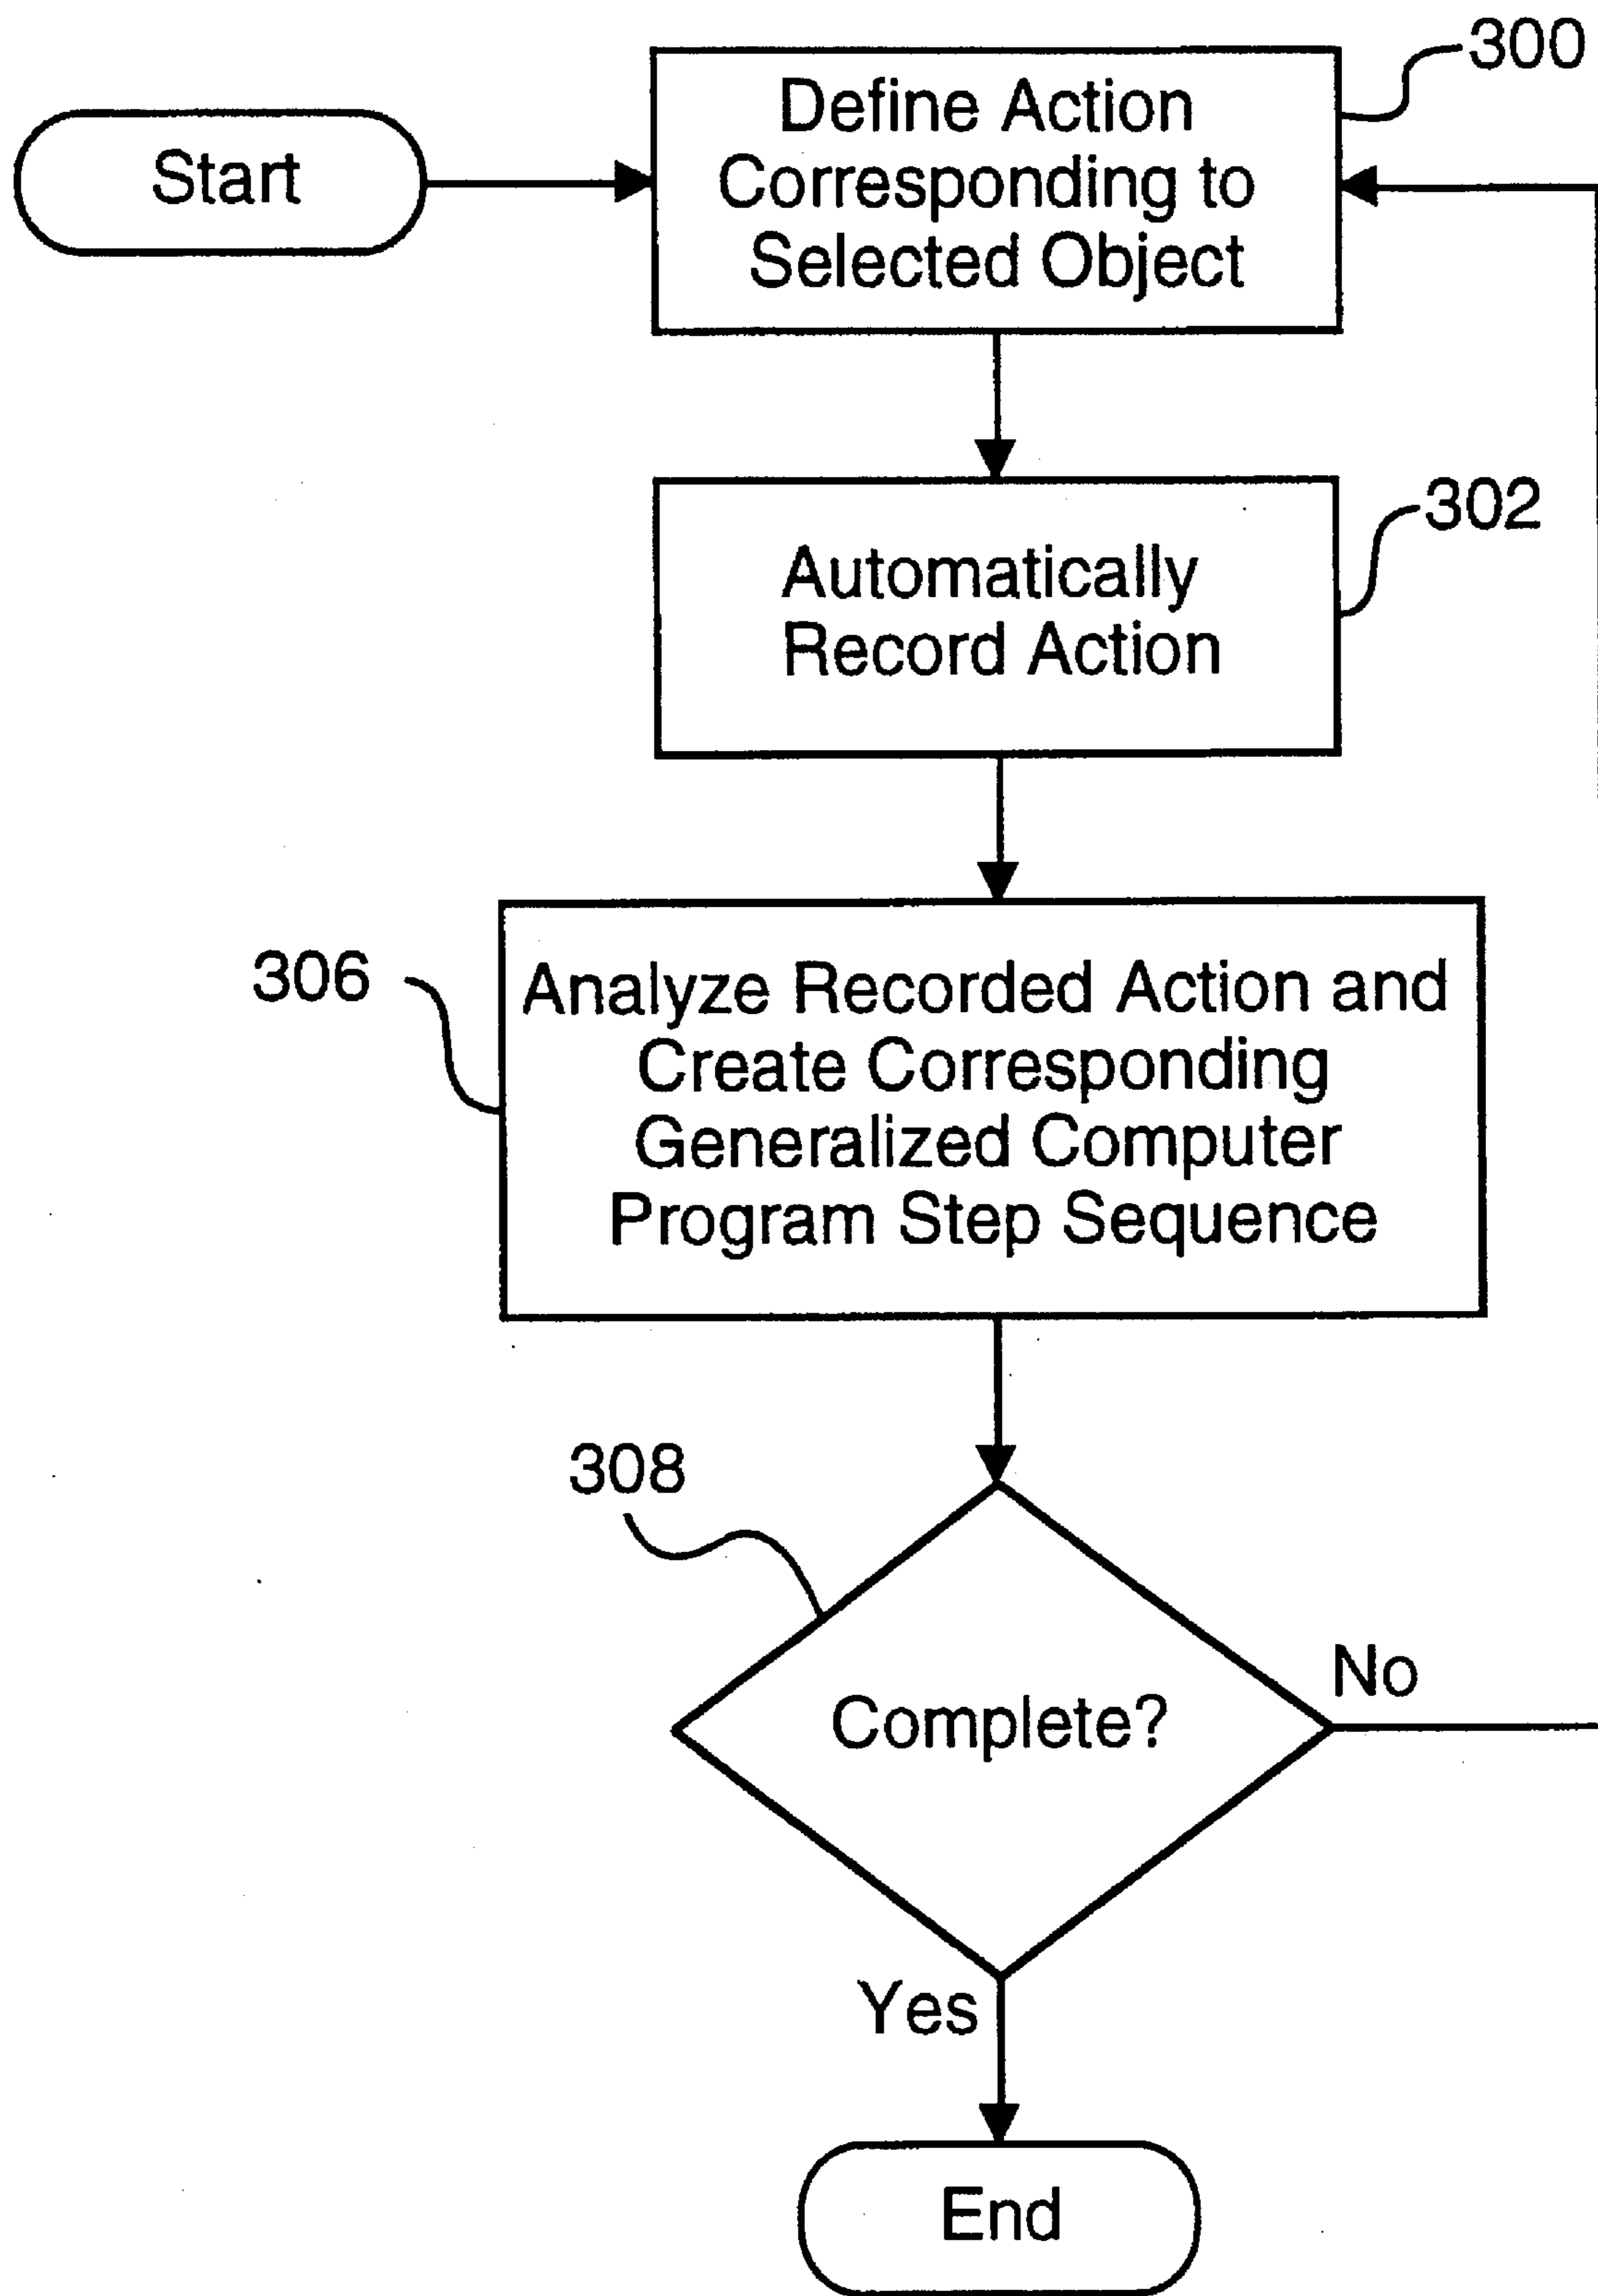 300
Start
Define Action
Corresponding to
Selected Object
302
Automatically
Record Action
306
Analyze Recorded Action and
Create Corresponding
Generalized Computer
Program Step Sequence
308
Complete?
No
Yes
End